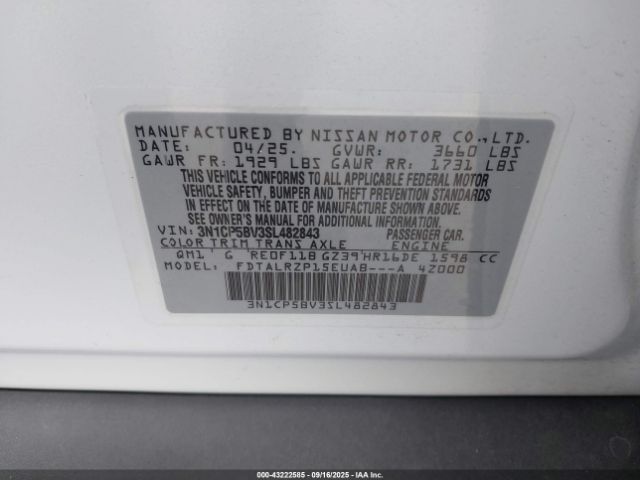 MANUFACTURED BY NISSAN MOTOR CO., LTD.
DATE: 04/25. GVWR: 3660 LBS
GAWR FR: 1929 LBS GAWR RR: 1731 LBS
THIS VEHICLE CONFORMS TO ALL APPLICABLE FEDERAL MOTOR
VEHICLE SAFETY, BUMPER AND THEFT PREVENTION STANDARDS
IN EFFECT ON THE DATE OF MANUFACTURE SHOWN ABOVE.
SEE OWNER'S MANUAL FOR ADDITIONAL INFORMATION
VIN: 3N1CP5BV3SL482843 PASSENGER CAR.
COLOR TRIM TRANS AXLE ENGINE
QM1 G RE0F11B GZ39 HR16DE 1598 CC
MODEL: FDTALRZP15EUAB---A 4Z000
3N1CP5BV3SL482843
000-43222585 - 09/16/2025 - IAAI.COM